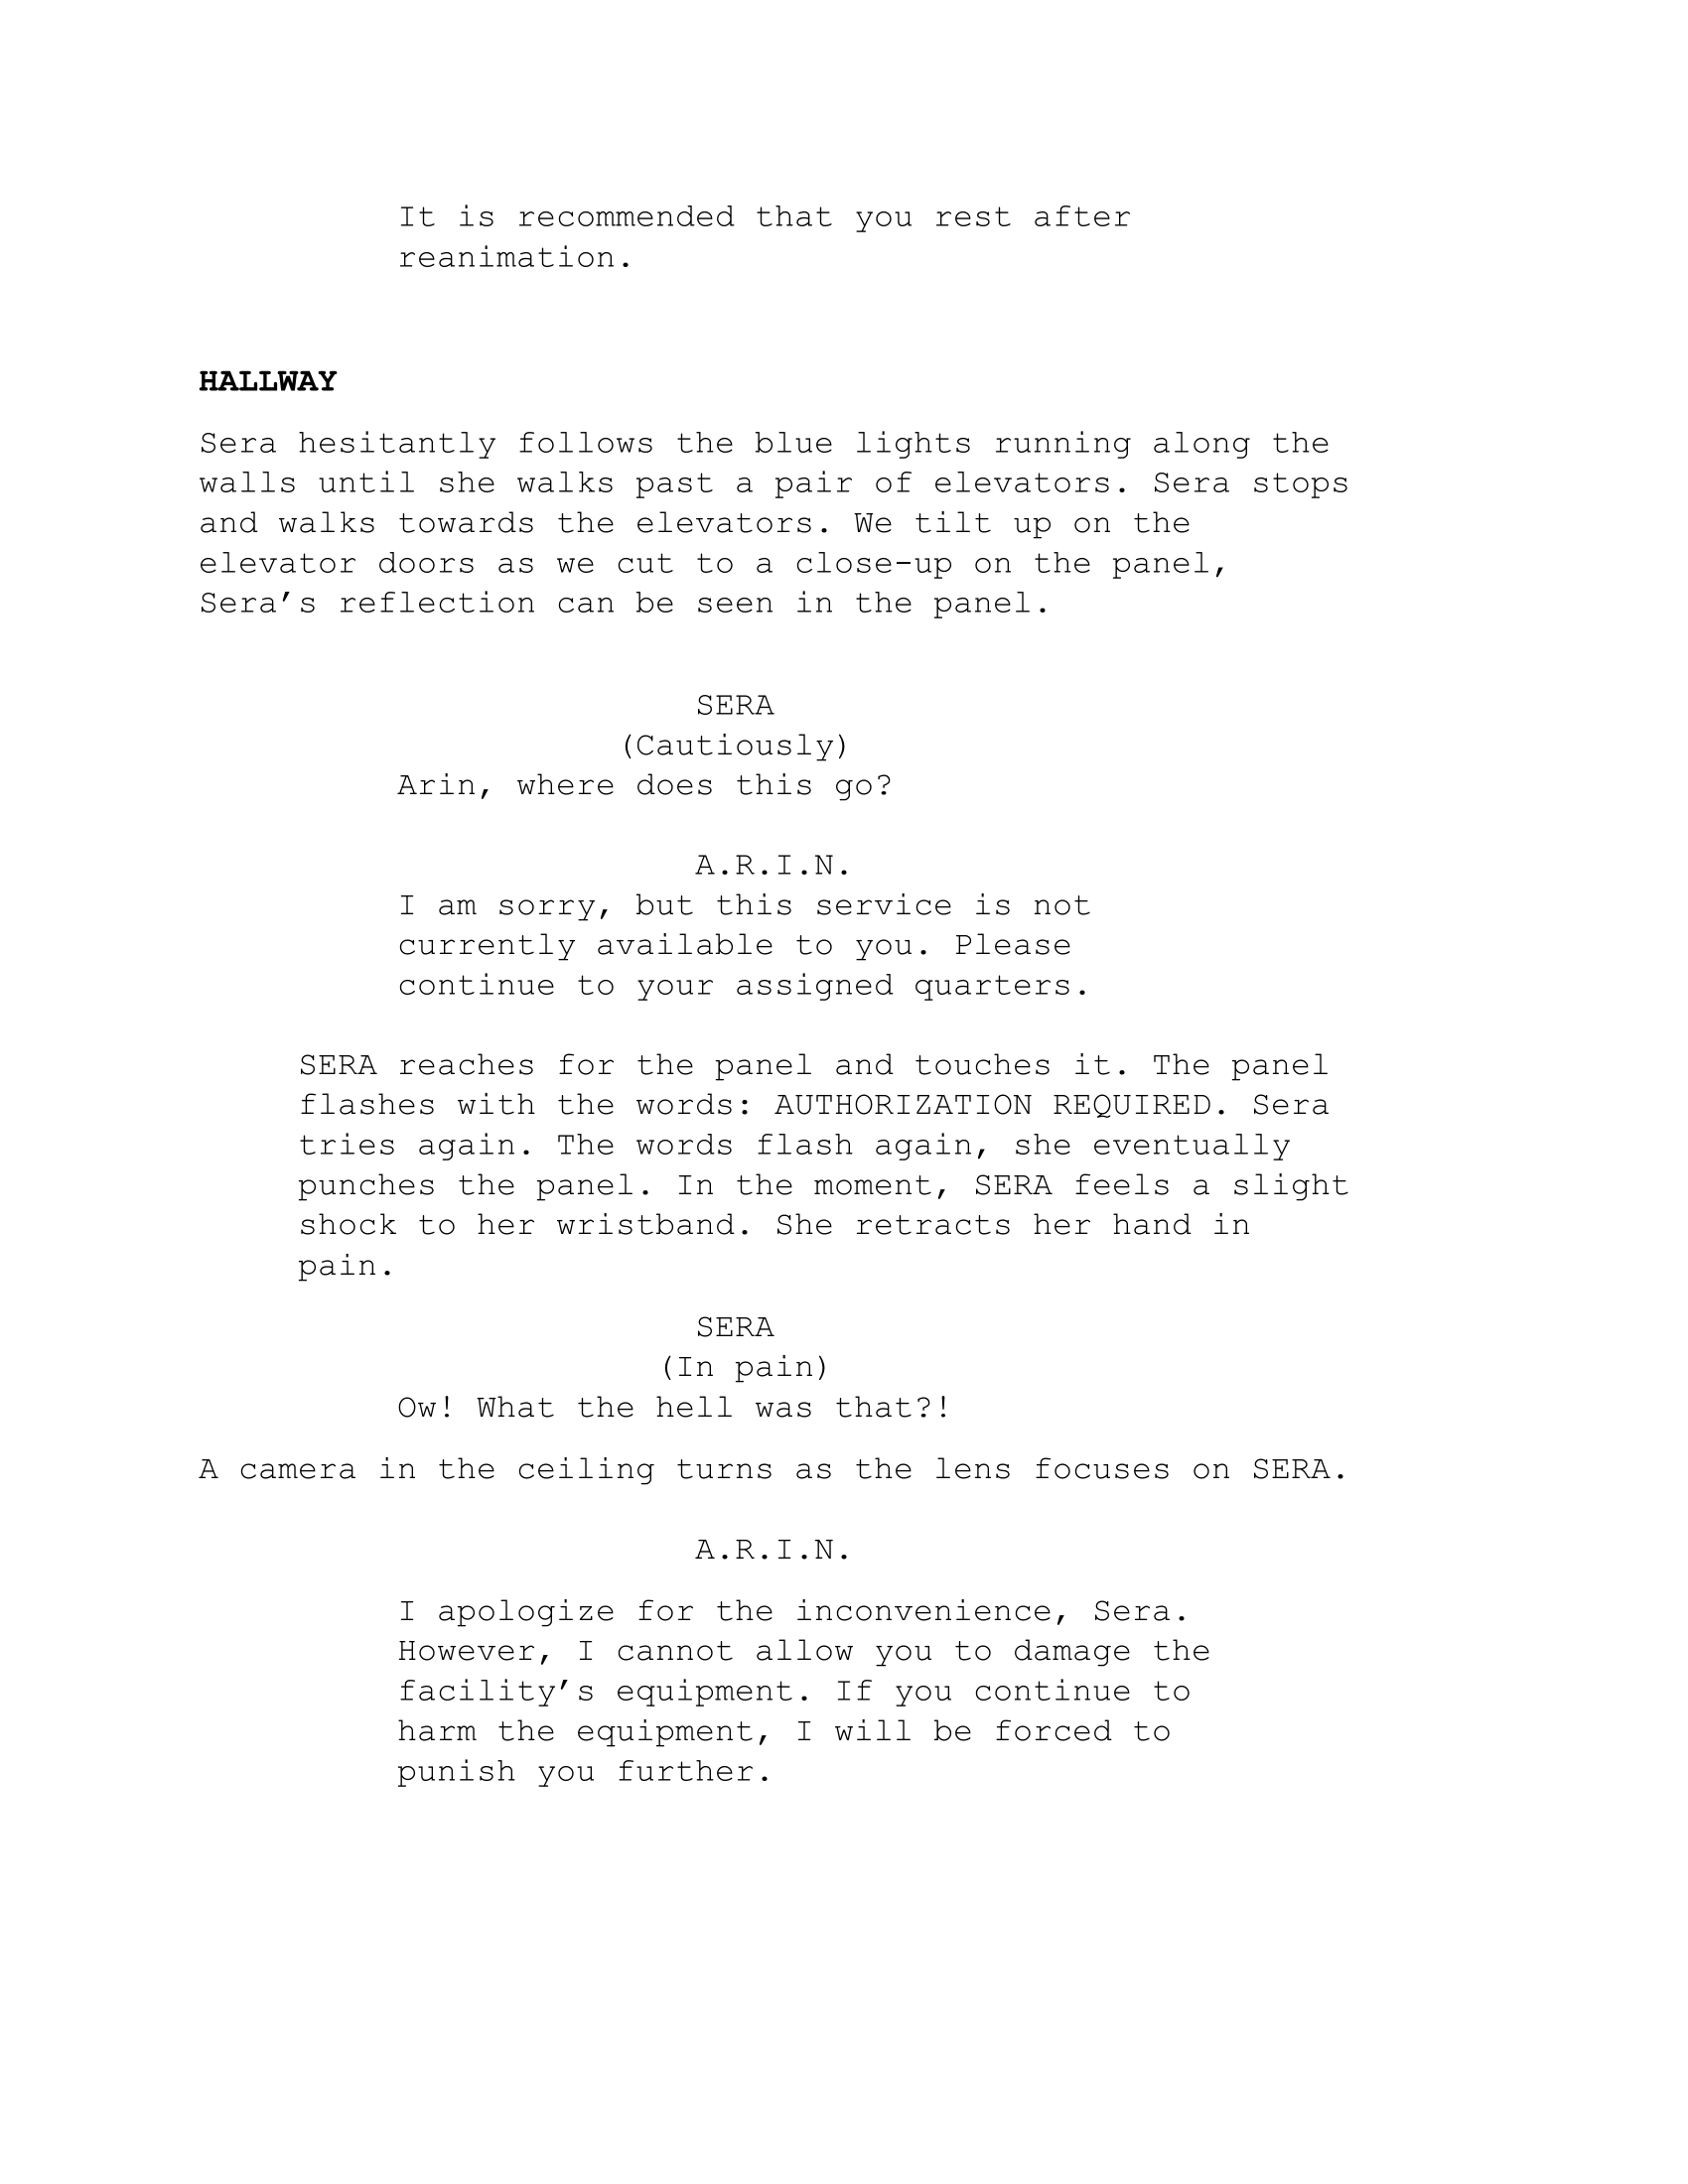 It is recommended that you rest after
reanimation.
HALLWAY
Sera hesitantly follows the blue lights running along the
walls until she walks past a pair of elevators. Sera stops
and walks towards the elevators. We tilt up on the
elevator doors as we cut to a close-up on the panel,
Sera’s reflection can be seen in the panel.
SERA
(Cautiously)
Arin, where does this go?
A.R.I.N.
I am sorry, but this service is not
currently available to you. Please
continue to your assigned quarters.
SERA reaches for the panel and touches it. The panel
flashes with the words: AUTHORIZATION REQUIRED. Sera
tries again. The words flash again, she eventually
punches the panel. In the moment, SERA feels a slight
shock to her wristband. She retracts her hand in
pain.
SERA
(In pain)
Ow! What the hell was that?!
A camera in the ceiling turns as the lens focuses on SERA.
A.R.I.N.
I apologize for the inconvenience, Sera.
However, I cannot allow you to damage the
facility’s equipment. If you continue to
harm the equipment, I will be forced to
punish you further.